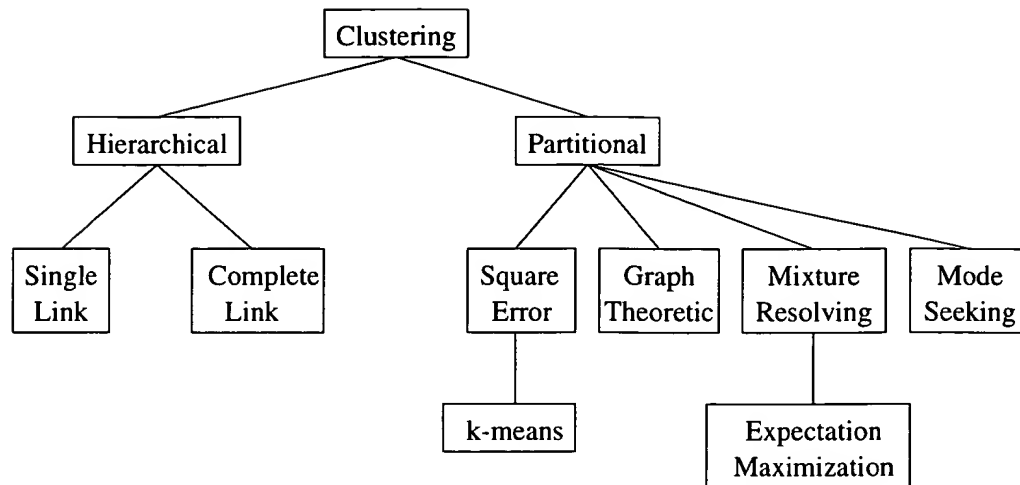 Clustering
Hierarchical
Partitional
Single
Link
Complete
Link
Square
Error
Graph
Theoretic
Mixture
Resolving
Mode
Seeking
k-means
Expectation
Maximization